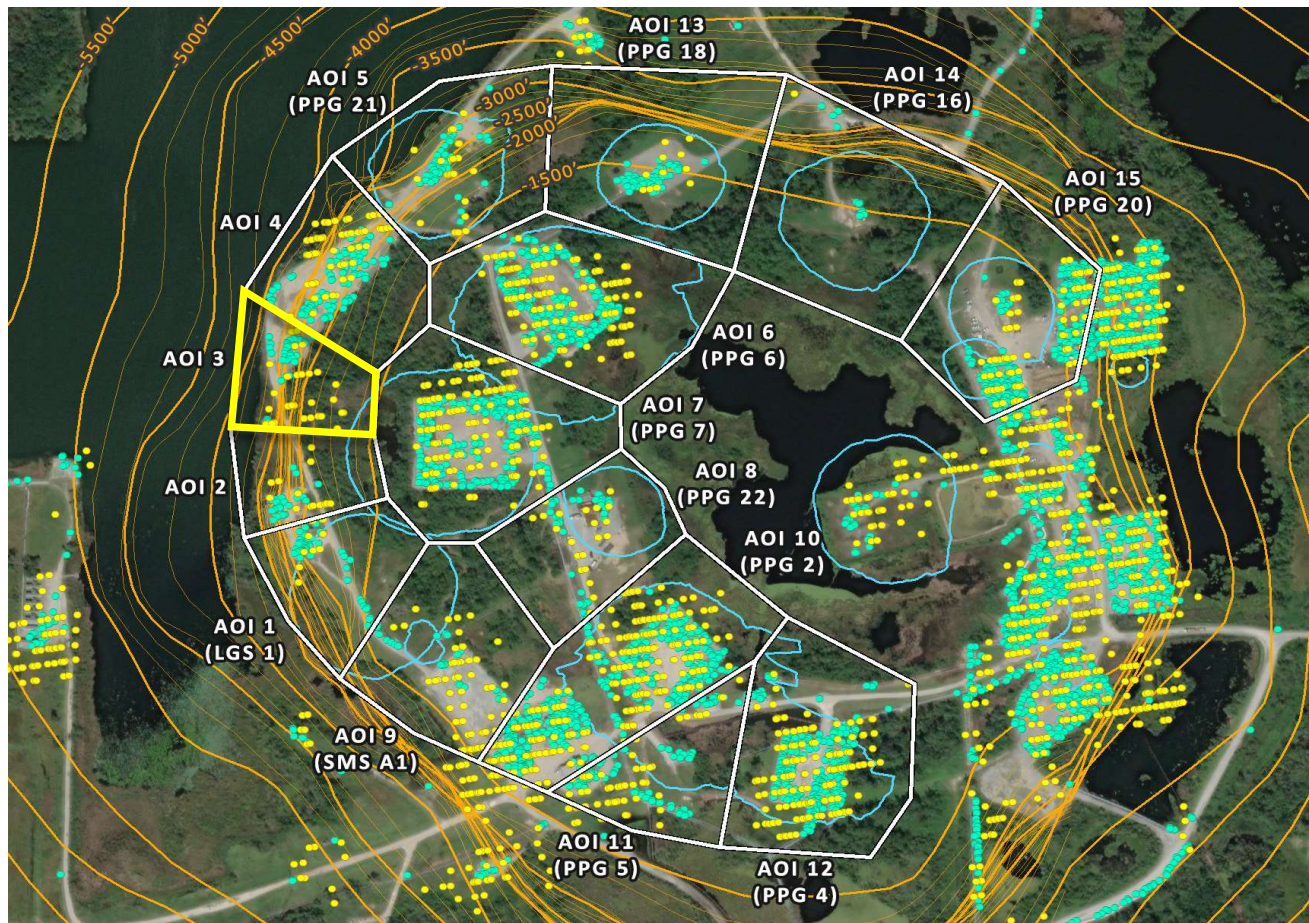 -5500'
-5000'
-4500'
-4000'
-3500'
-3000'
-2500'
-2000'
-1500'
AOI 13
(PPG 18)
AOI 14
(PPG 16)
AOI 5
(PPG 21)
AOI 15
(PPG 20)
AOI 4
AOI 3
AOI 6
(PPG 6)
AOI 7
(PPG 7)
AOI 8
(PPG 22)
AOI 2
AOI 10
(PPG 2)
AOI 1
(LGS 1)
AOI 9
(SMS A1)
AOI 11
(PPG 5)
AOI 12
(PPG 4)